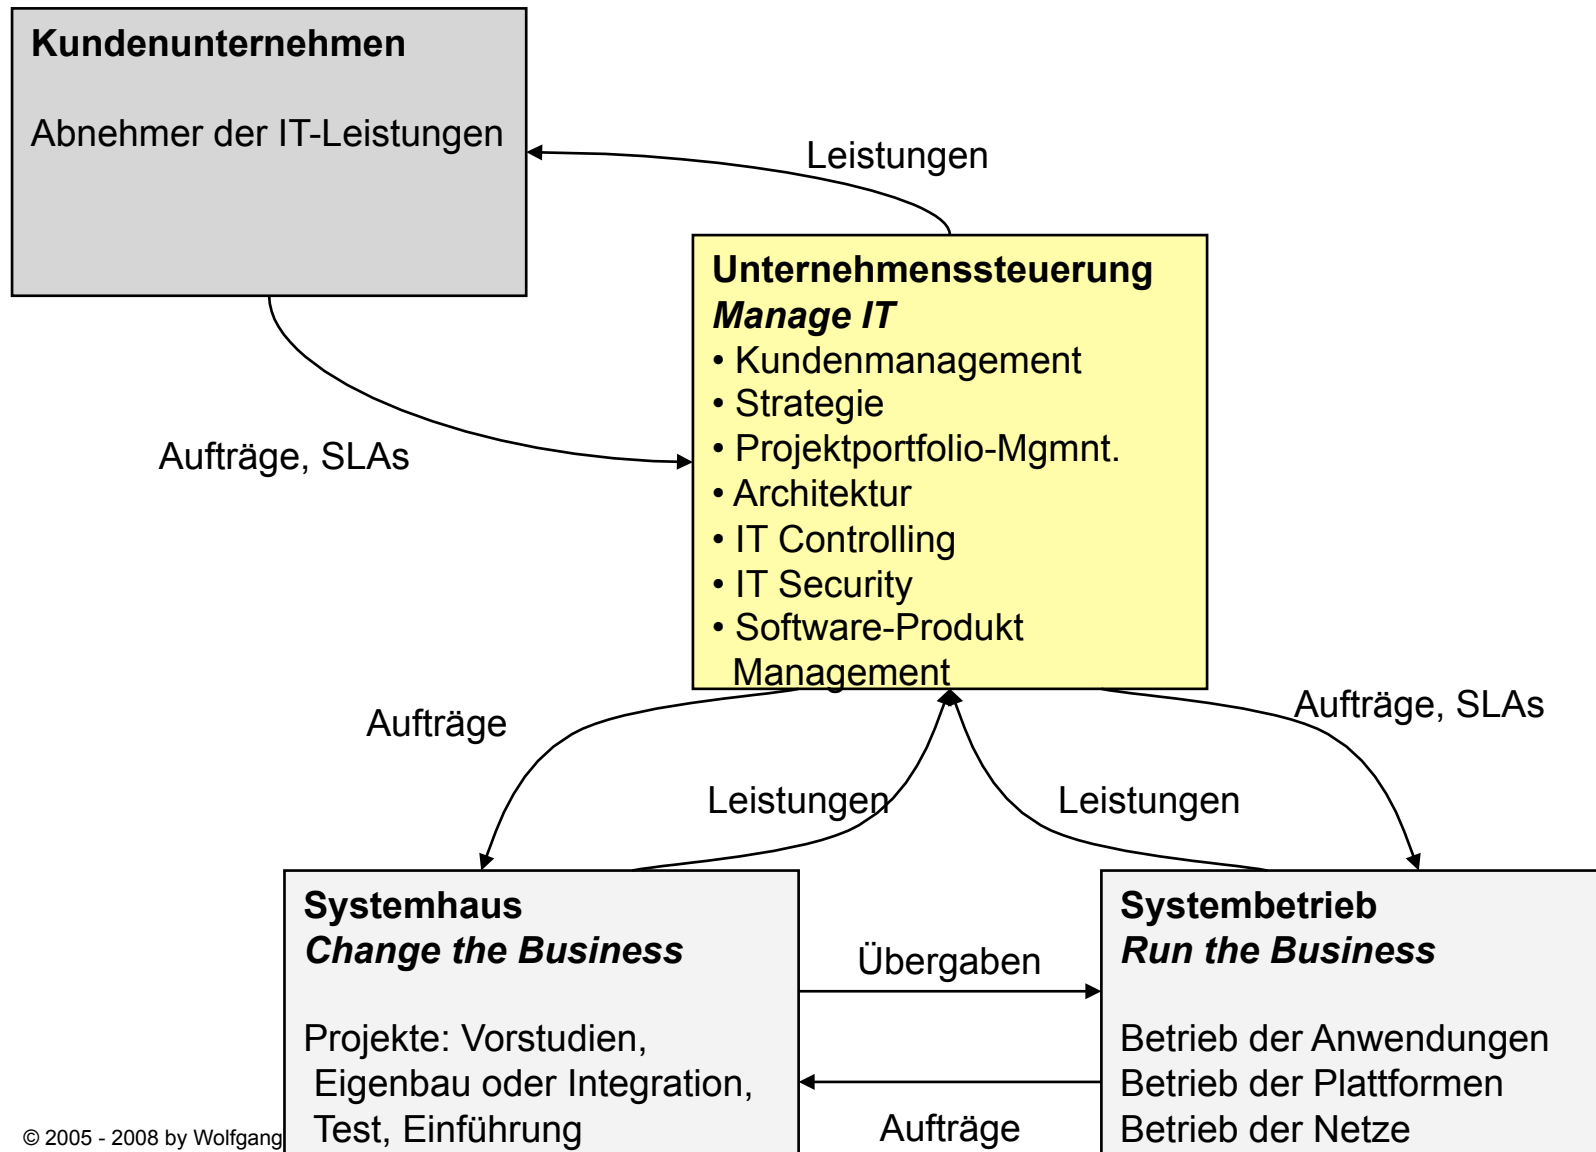 Kundenunternehmen
Abnehmer der IT-Leistungen
Leistungen
Unternehmenssteuerung
Manage IT
• Kundenmanagement
• Strategie
• Projektportfolio-Mgmnt.
• Architektur
• IT Controlling
• IT Security
• Software-Produkt
Management
Aufträge, SLAs
Aufträge
Aufträge, SLAs
Leistungen
Leistungen
Systemhaus
Change the Business
Projekte: Vorstudien,
Eigenbau oder Integration,
Test, Einführung
Übergaben
Aufträge
Systembetrieb
Run the Business
Betrieb der Anwendungen
Betrieb der Plattformen
Betrieb der Netze
© 2005 - 2008 by Wolfgang